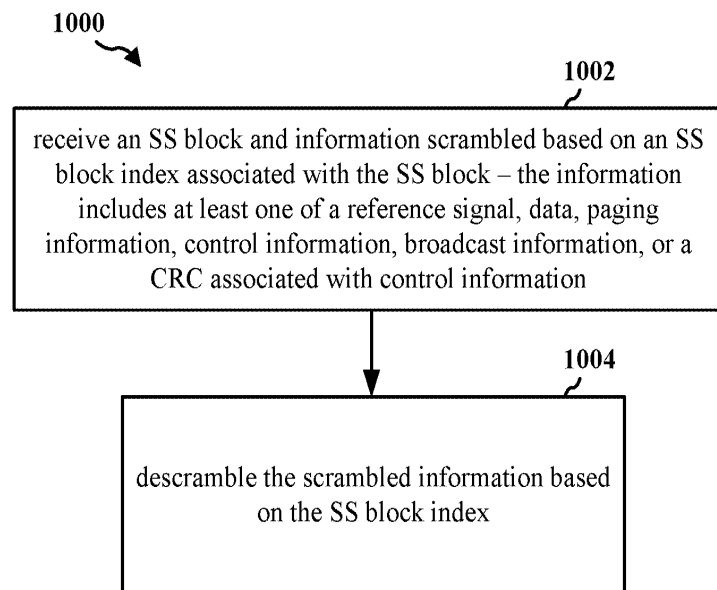 1000
1002
receive an SS block and information scrambled based on an SS
block index associated with the SS block – the information
includes at least one of a reference signal, data, paging
information, control information, broadcast information, or a
CRC associated with control information
1004
descramble the scrambled information based
on the SS block index